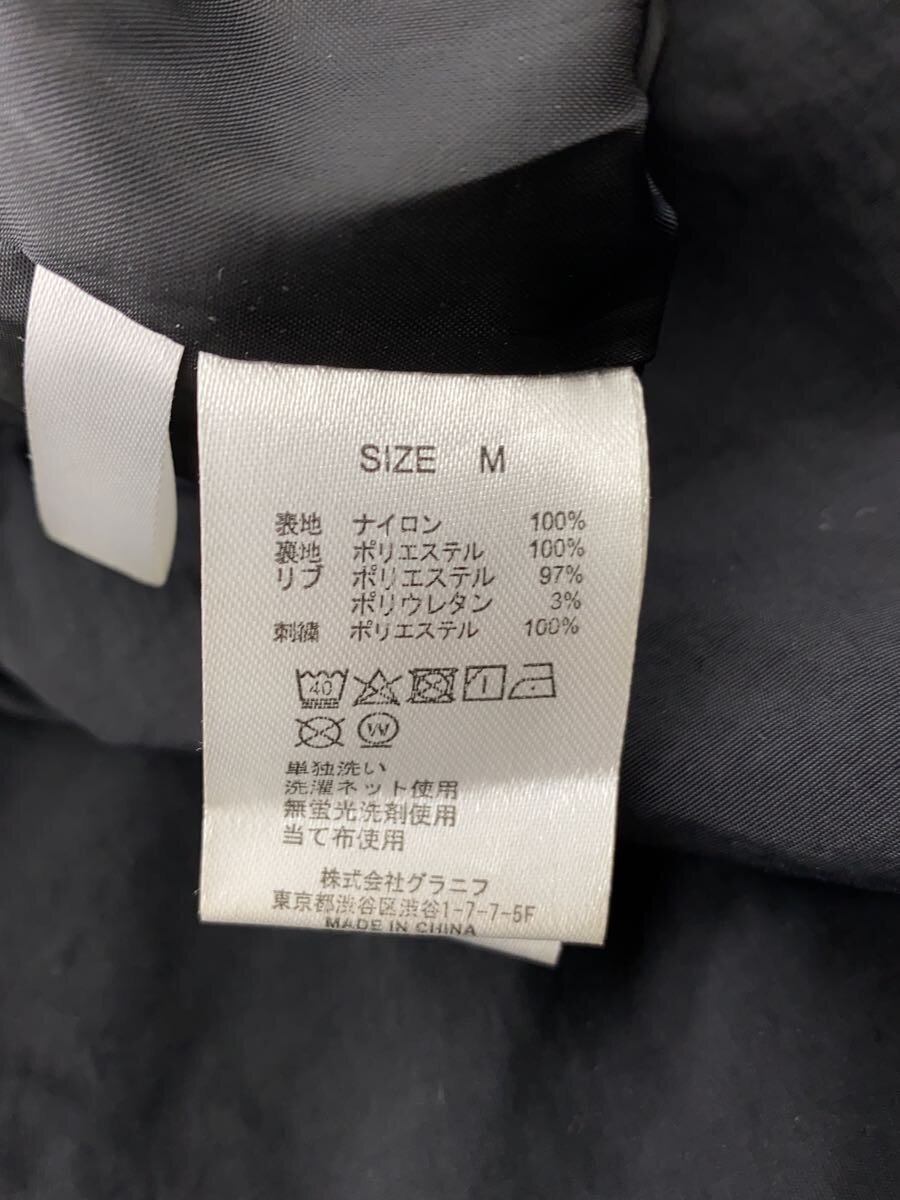 SIZE M
表地 ナイロン 100%
裏地 ポリエステル 100%
リブ ポリエステル 97%
ポリウレタン 3%
刺繍 ポリエステル 100%
40
W
単独洗い
洗濯ネット使用
無蛍光洗剤使用
当て布使用
株式会社グラニフ
東京都渋谷区渋谷1-7-7-5F
MADE IN CHINA